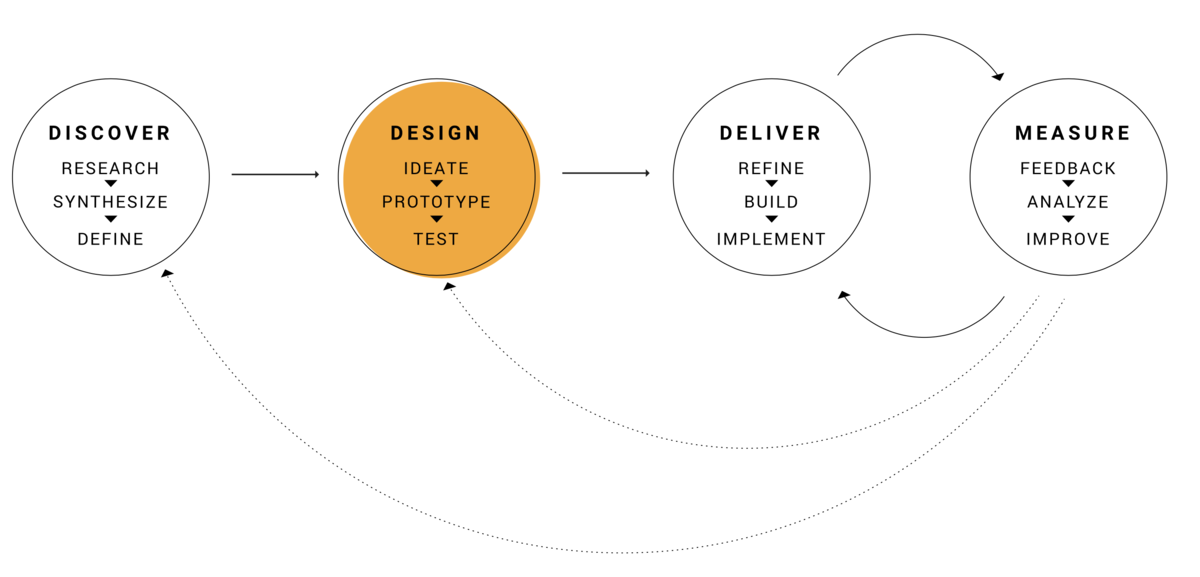 DISCOVER
RESEARCH
SYNTHESIZE
DEFINE
DESIGN
IDEATE
PROTOTYPE
TEST
DELIVER
REFINE
BUILD
IMPLEMENT
MEASURE
FEEDBACK
ANALYZE
IMPROVE